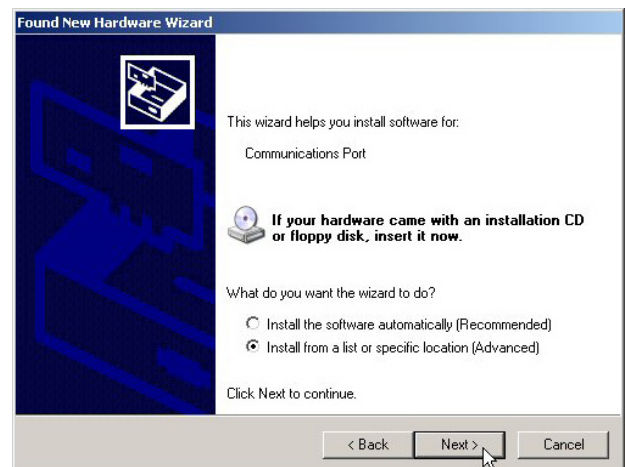 Found New Hardware Wizard
This wizard helps you install software for:
Communications Port
If your hardware came with an installation CD
or floppy disk, insert it now.
What do you want the wizard to do?
Install the software automatically (Recommended)
Install from a list or specific location (Advanced)
Click Next to continue.
< Back Next > Cancel